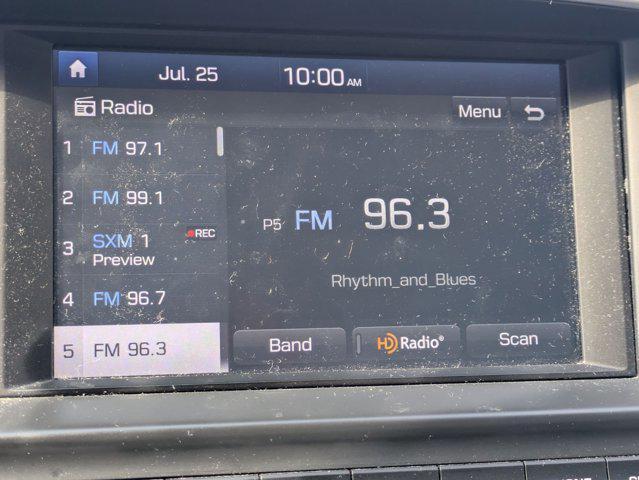 Jul. 25 10:00 AM
Radio Menu
1 FM 97.1
2 FM 99.1
3 SXM 1 REC
Preview
4 FM 96.7
5 FM 96.3
P5 FM 96.3
Rhythm_and_Blues
Band HD Radio® Scan